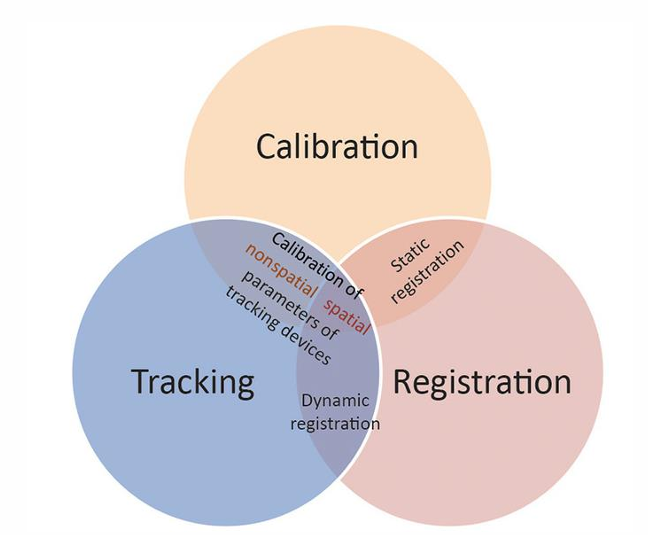 Calibration
Calibration of
nonspatial spatial
parameters of
tracking devices
Static
registration
Tracking
Registration
Dynamic
registration